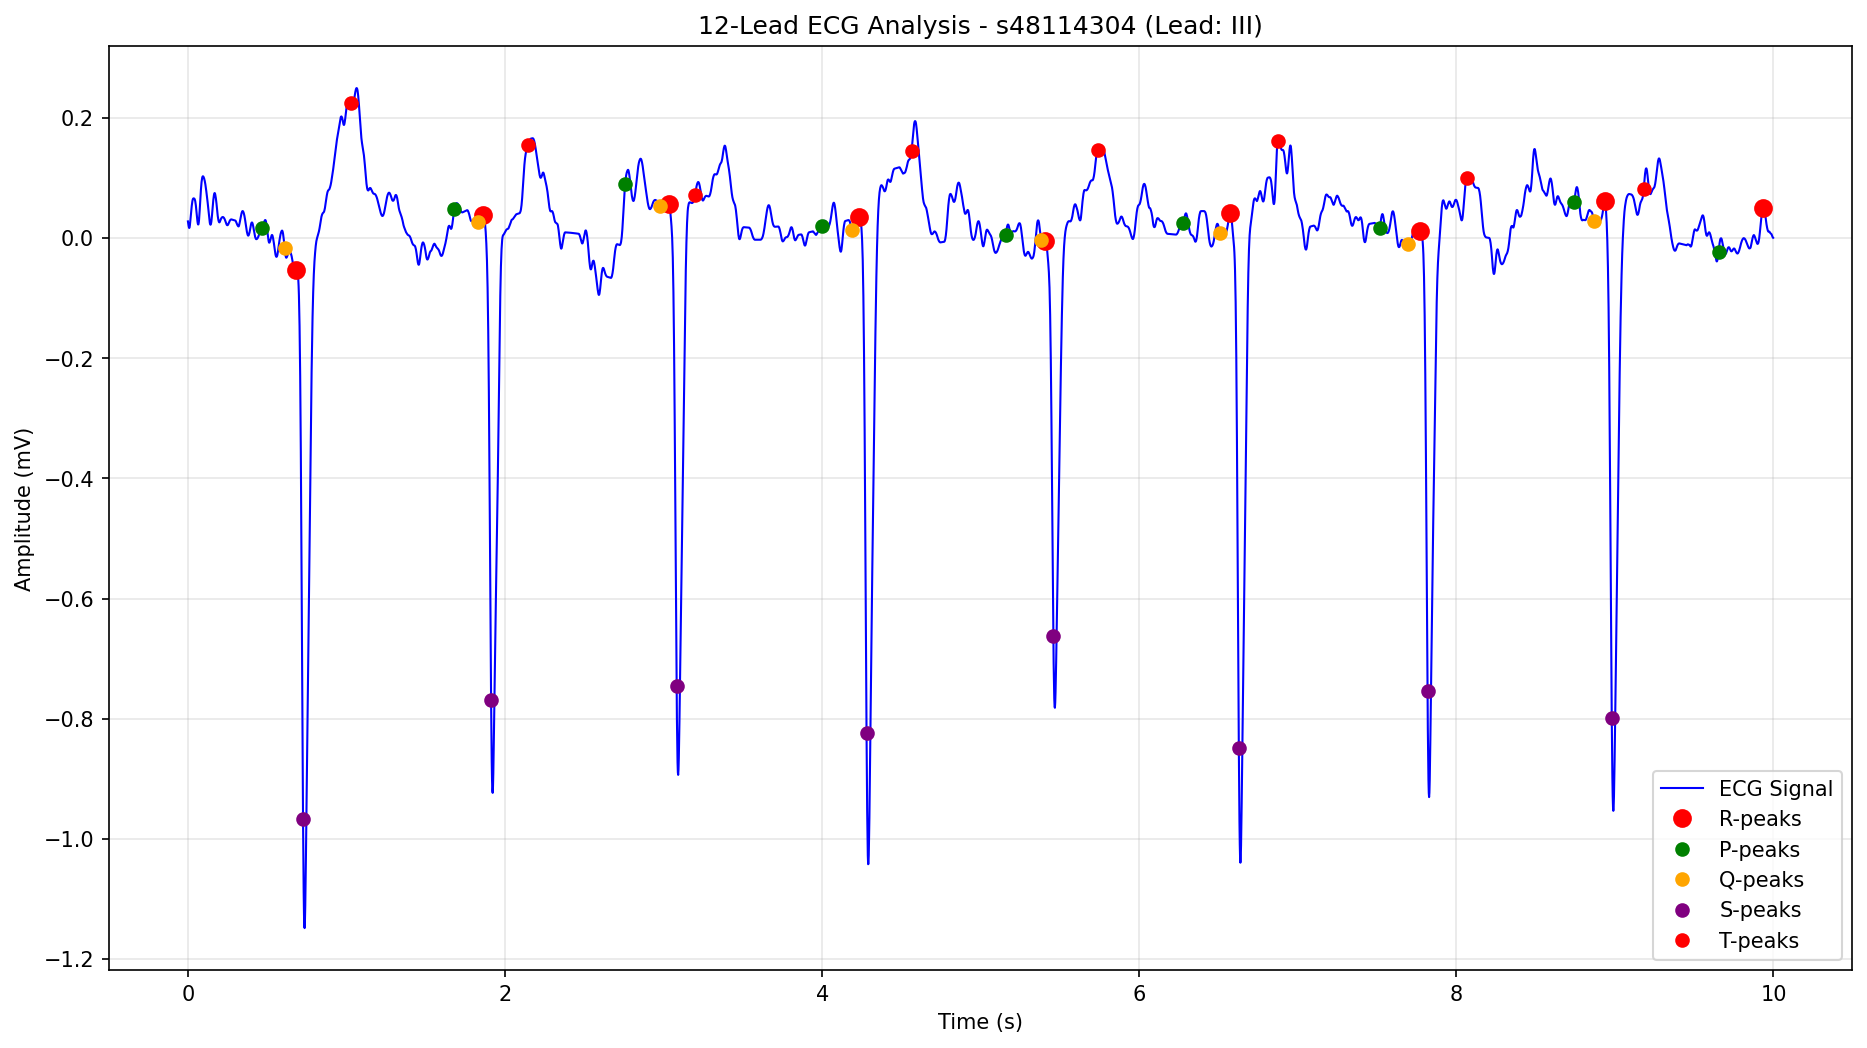 12-Lead ECG Analysis - s48114304 (Lead: III)
Amplitude (mV)
0.2
0.0
−0.2
−0.4
−0.6
−0.8
−1.0
−1.2
0
2
4
6
8
10
Time (s)
ECG Signal
R-peaks
P-peaks
Q-peaks
S-peaks
T-peaks